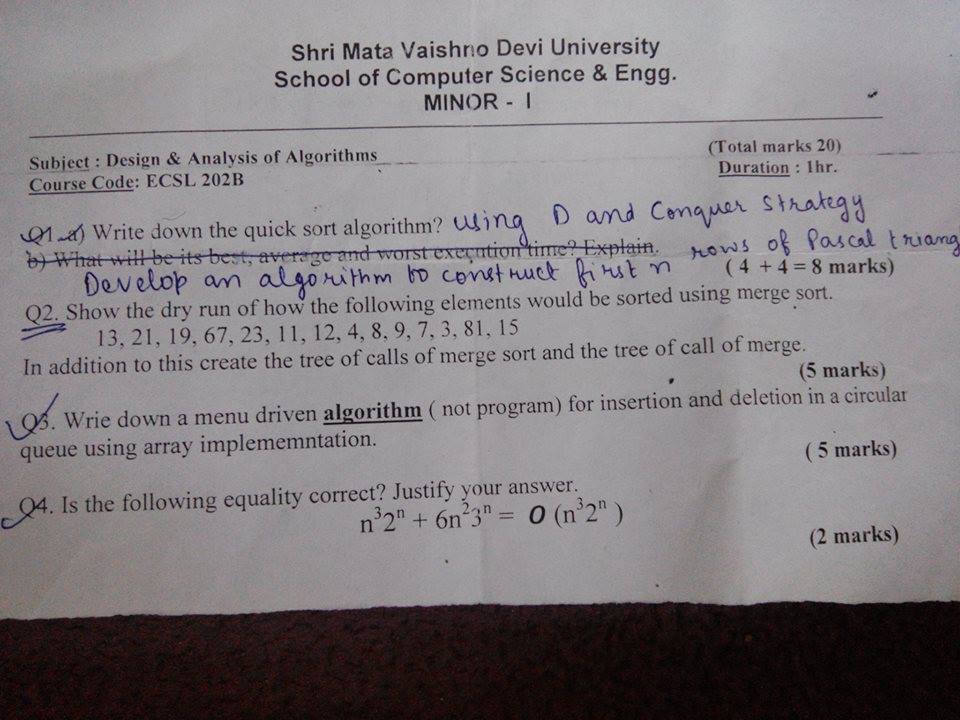 Shri Mata Vaishno Devi University
School of Computer Science & Engg.
MINOR - I
Subject : Design & Analysis of Algorithms
(Total marks 20)
Course Code: ECSL 202B
Duration : 1hr.
Q1. a) Write down the quick sort algorithm? using D and Conquer Strategy
b) What will be its best, average and worst execution time? Explain.
Develop an algorithm to construct first n rows of Pascal triang
( 4 + 4 = 8 marks)
Q2. Show the dry run of how the following elements would be sorted using merge sort.
13, 21, 19, 67, 23, 11, 12, 4, 8, 9, 7, 3, 81, 15
In addition to this create the tree of calls of merge sort and the tree of call of merge.
(5 marks)
Q3. Wrie down a menu driven algorithm ( not program) for insertion and deletion in a circular
queue using array implememntation.
( 5 marks)
Q4. Is the following equality correct? Justify your answer.
n³2ⁿ + 6n²3ⁿ = O (n³2ⁿ )
(2 marks)